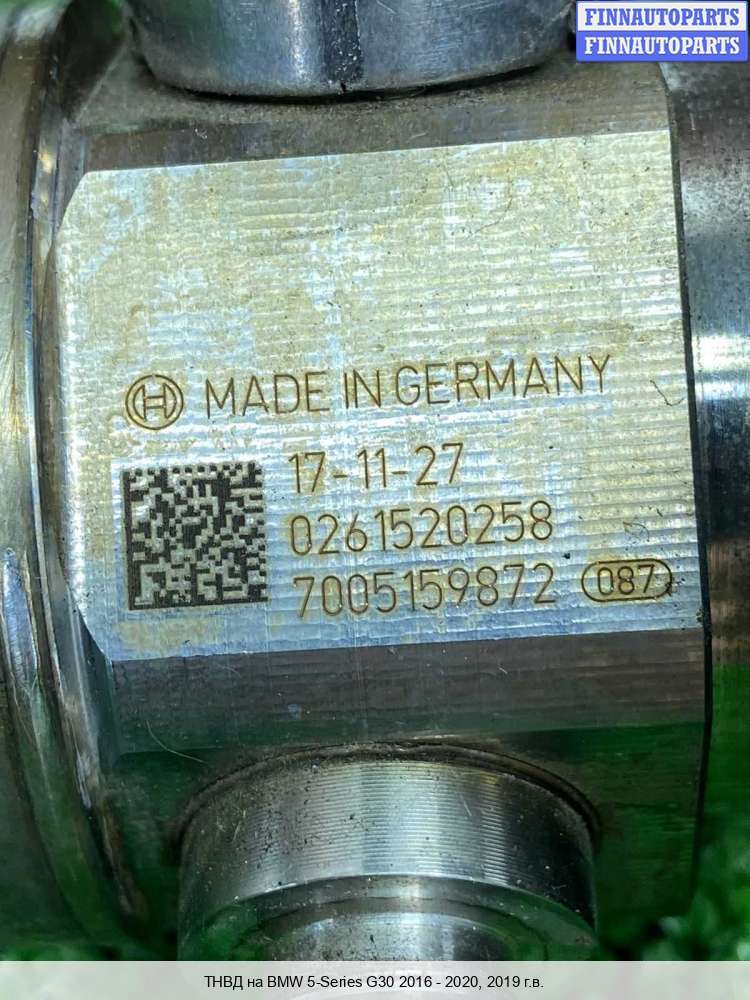 FINNAUTOPARTS
FINNAUTOPARTS
MADE IN GERMANY
17-11-27
0261520258
7005159872 087
ТНВД на BMW 5-Series G30 2016 - 2020, 2019 г.в.